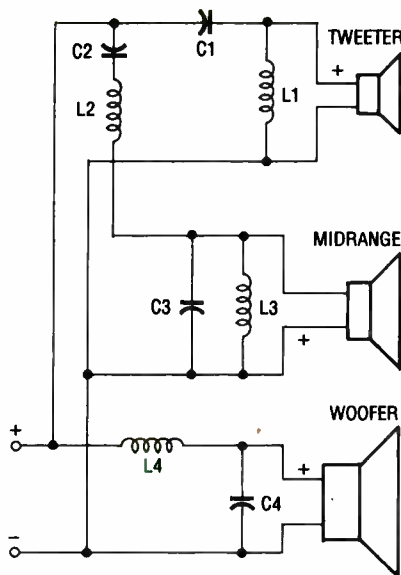 TWEETER
C2
C1
+
L2
L1
MIDRANGE
C3
L3
+
WOOFER
+
L4
+
C4
−